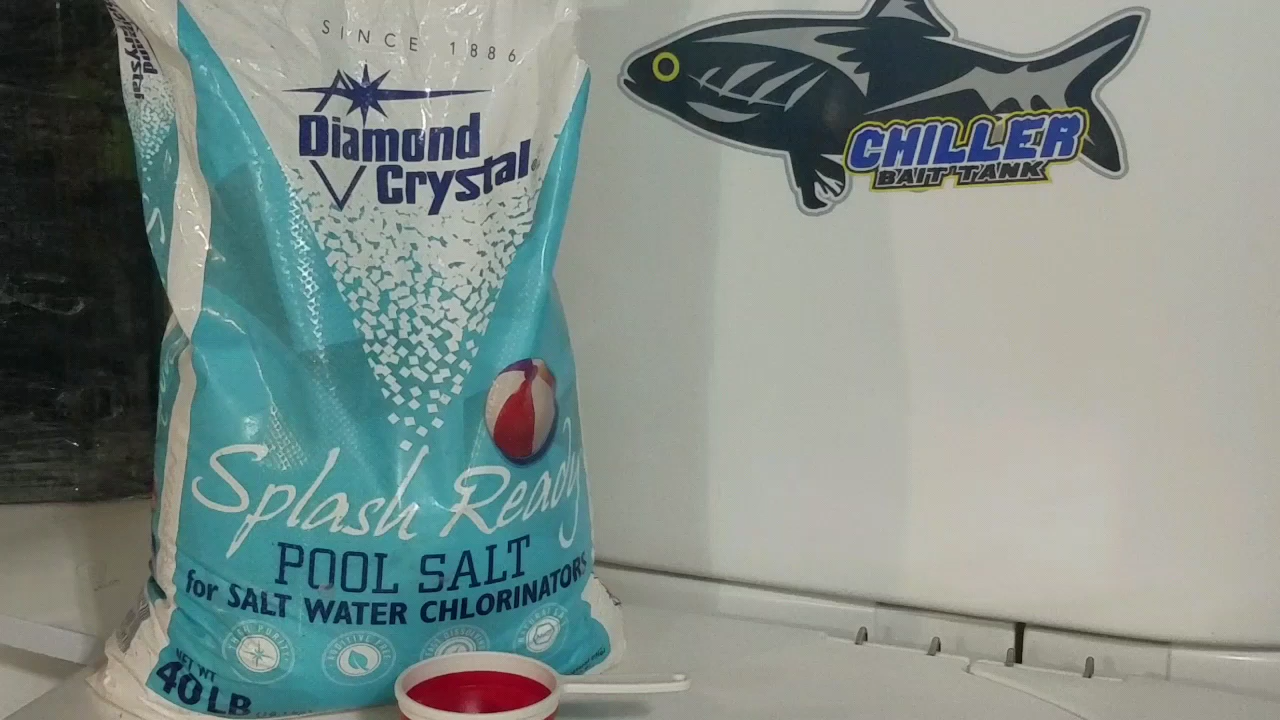 SINCE 1886
Diamond
Crystal
Splash Ready
POOL SALT
for SALT WATER CHLORINATORS
NET WT
40 LB
CHILLER
BAIT TANK